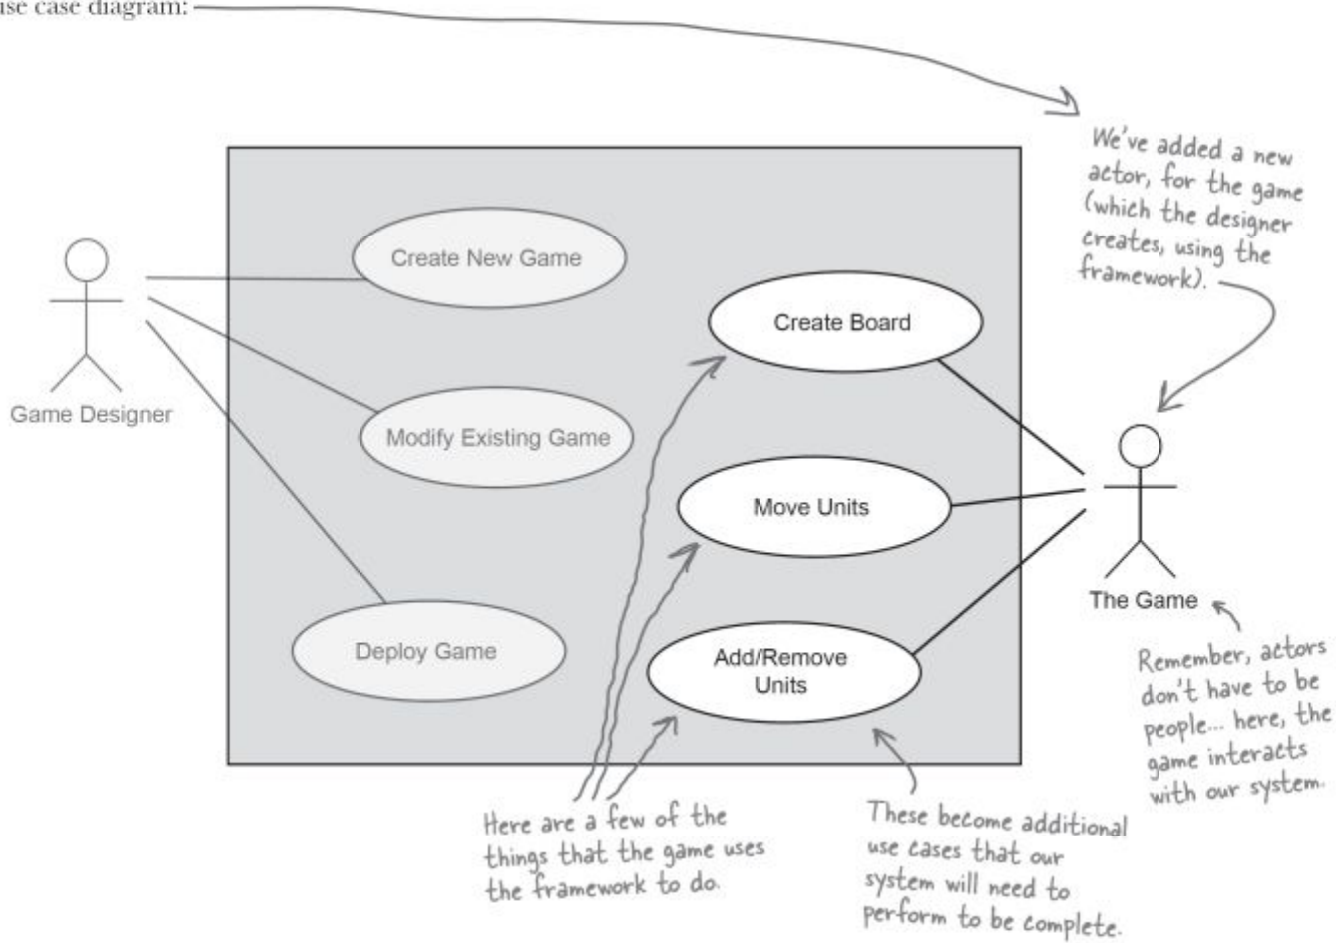 use case diagram:
We've added a new
actor, for the game
(which the designer
creates, using the
framework).
Create New Game
Create Board
Game Designer
Modify Existing Game
Move Units
The Game
Deploy Game
Add/Remove
Units
Remember, actors
don't have to be
people... here, the
game interacts
with our system.
Here are a few of the
things that the game uses
the framework to do.
These become additional
use cases that our
system will need to
perform to be complete.